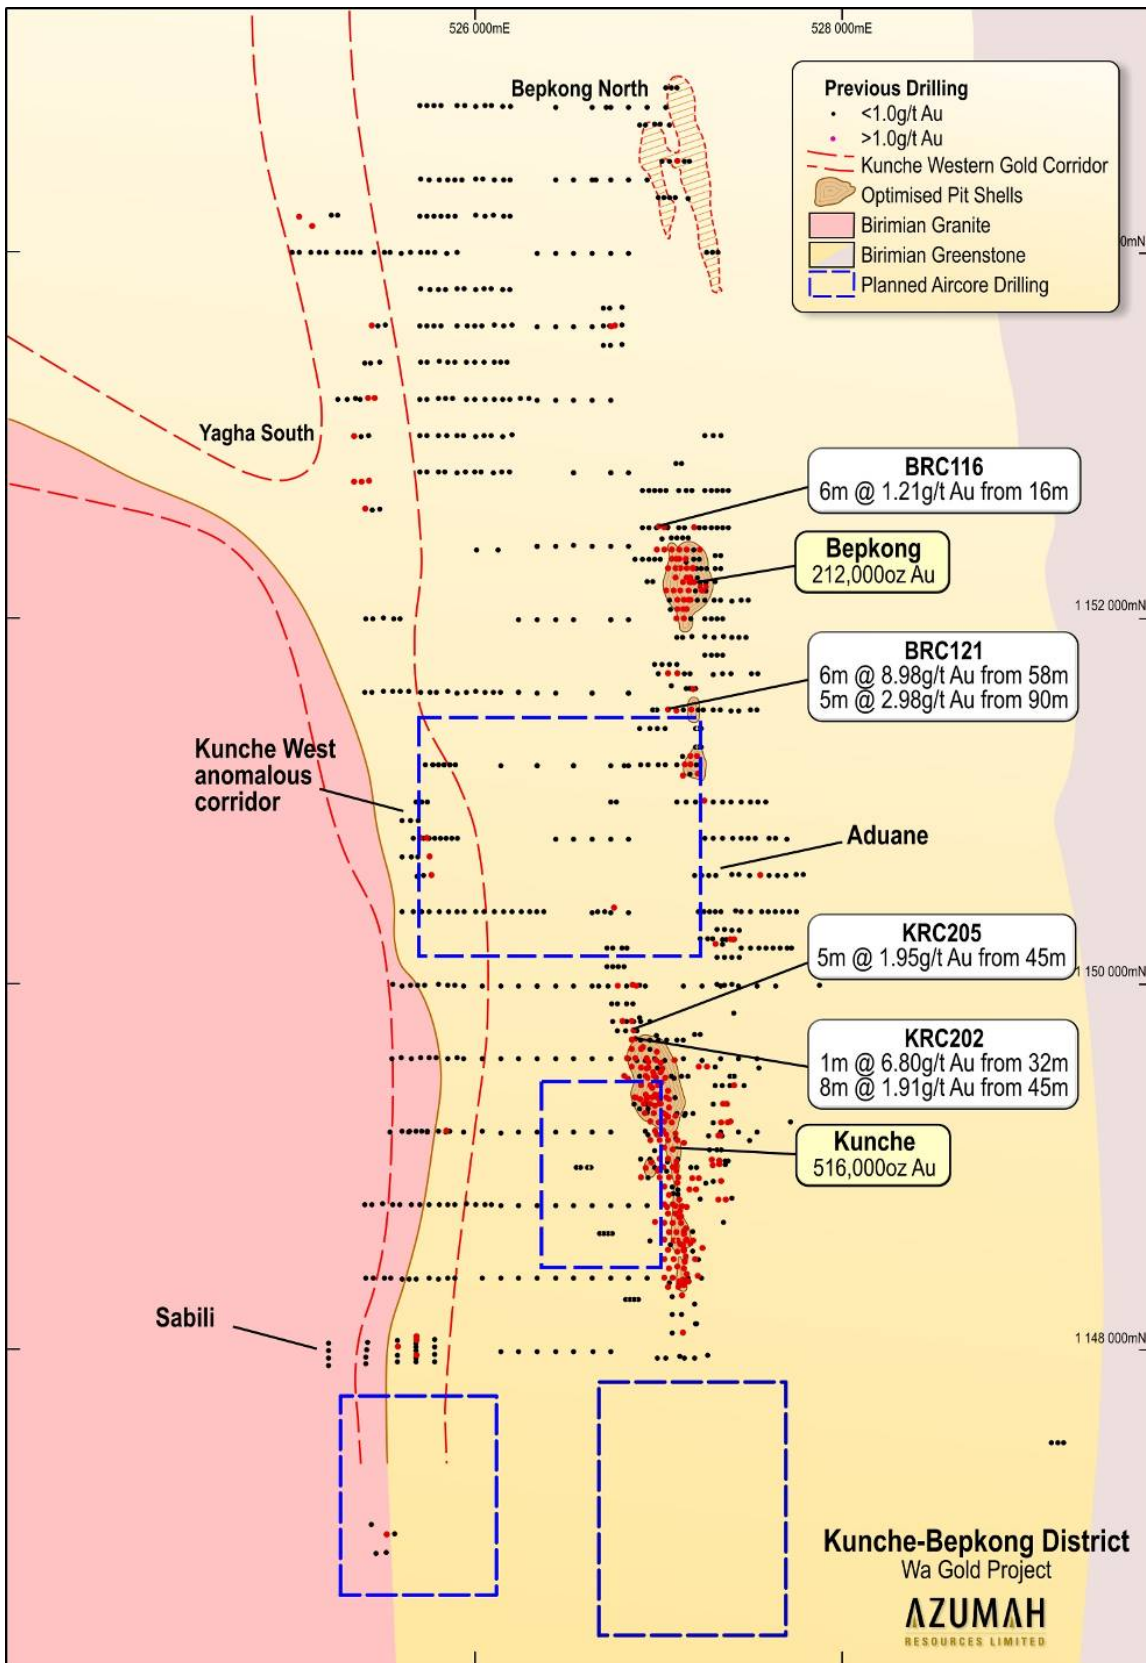 526 000mE
528 000mE
Bepkong North
Previous Drilling
<1.0g/t Au
>1.0g/t Au
Kunche Western Gold Corridor
Optimised Pit Shells
Birimian Granite
Birimian Greenstone
Planned Aircore Drilling
0mN
Yagha South
BRC116
6m @ 1.21g/t Au from 16m
Bepkong
212,000oz Au
1 152 000mN
BRC121
6m @ 8.98g/t Au from 58m
5m @ 2.98g/t Au from 90m
Kunche West
anomalous
corridor
Aduane
KRC205
5m @ 1.95g/t Au from 45m
1 150 000mN
KRC202
1m @ 6.80g/t Au from 32m
8m @ 1.91g/t Au from 45m
Kunche
516,000oz Au
Sabili
1 148 000mN
Kunche-Bepkong District
Wa Gold Project
AZUMAH
RESOURCES LIMITED